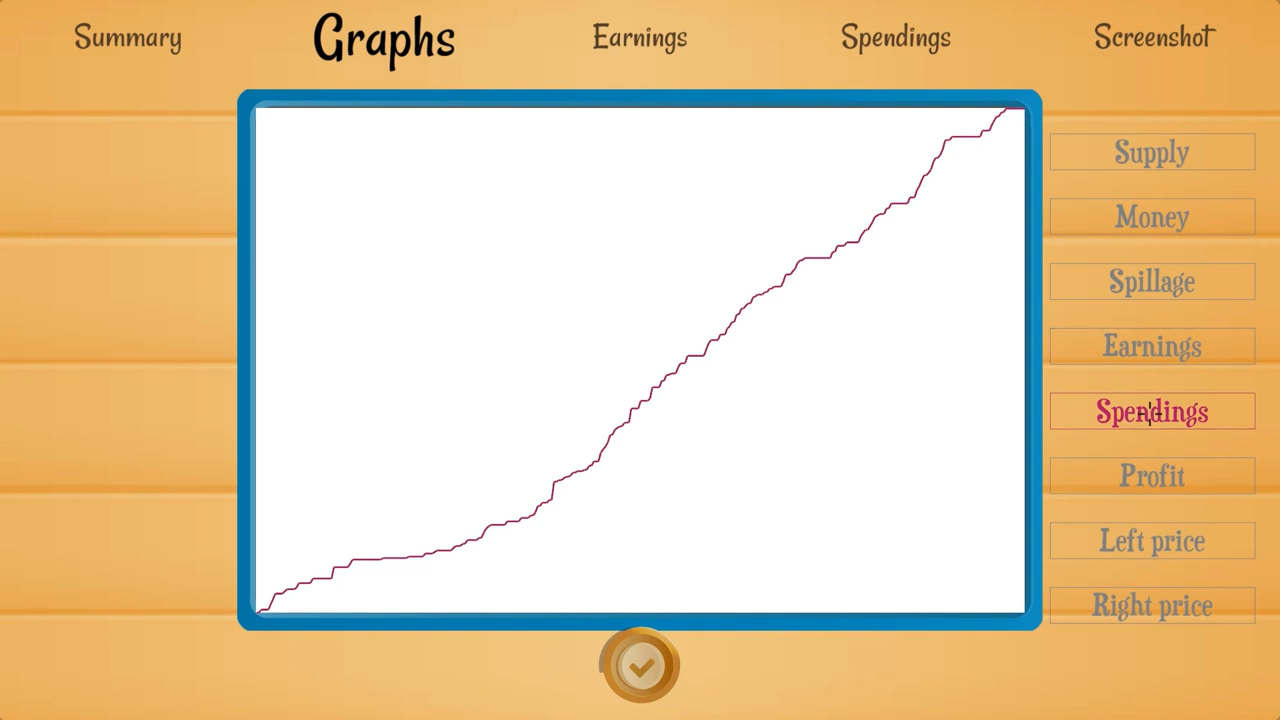 Summary
Graphs
Earnings
Spendings
Screenshot
Supply
Money
Spillage
Earnings
Spendings
Profit
Left price
Right price